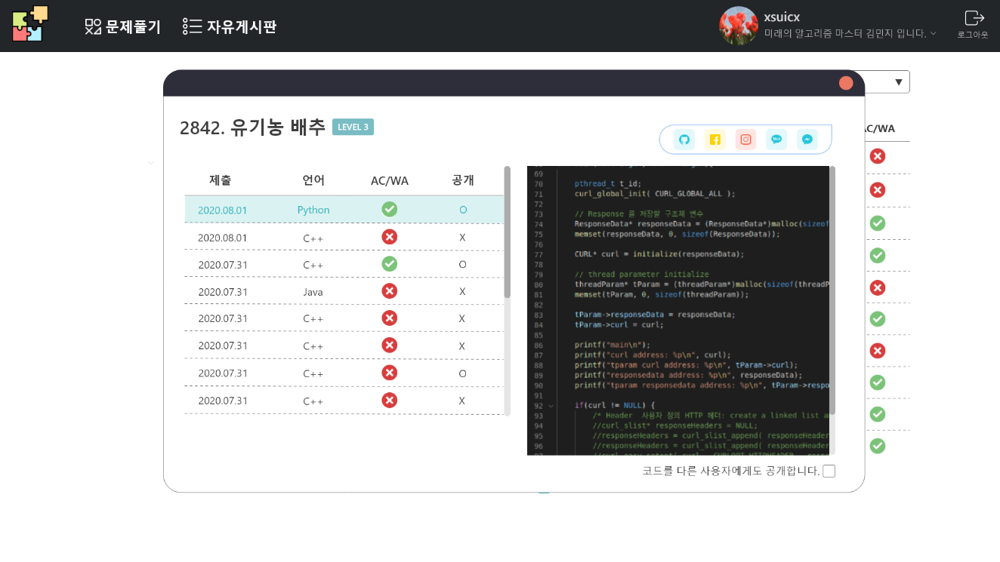 문제풀기
자유게시판
xsuicx
미래의 알고리즘 마스터 김민지 입니다.
로그아웃
2842. 유기농 배추 LEVEL 3
AC/WA
제출 언어 AC/WA 공개
2020.08.01 Python O
2020.08.01 C++ X
2020.07.31 C++ O
2020.07.31 Java X
2020.07.31 C++ X
2020.07.31 C++ X
2020.07.31 C++ O
2020.07.31 C++ X
69
70 pthread_t t_id;
71 curl_global_init( CURL_GLOBAL_ALL );
72
73 // Response 을 저장할 구조체 변수
74 ResponseData* responseData = (ResponseData*)malloc(sizeof
75 memset(responseData, 0, sizeof(ResponseData));
76
77 CURL* curl = initialize(responseData);
78
79 // thread parameter initialize
80 threadParam* tParam = (threadParam*)malloc(sizeof(threadP
81 memset(tParam, 0, sizeof(threadParam));
82
83 tParam->responseData = responseData;
84 tParam->curl = curl;
85
86 printf("main\n");
87 printf("curl address: %p\n", curl);
88 printf("tparam curl address: %p\n", tParam->curl);
89 printf("responsedata address: %p\n", responseData);
90 printf("tparam responsedata address: %p\n", tParam->respo
91
92 if(curl != NULL) {
93 /* Header 사용자 정의 HTTP 헤더: create a linked list a
94 //curl_slist* responseHeaders = NULL;
95 //responseHeaders = curl_slist_append( responseHeader
96 //responseHeaders = curl_slist_append( responseHeader
코드를 다른 사용자에게도 공개합니다.